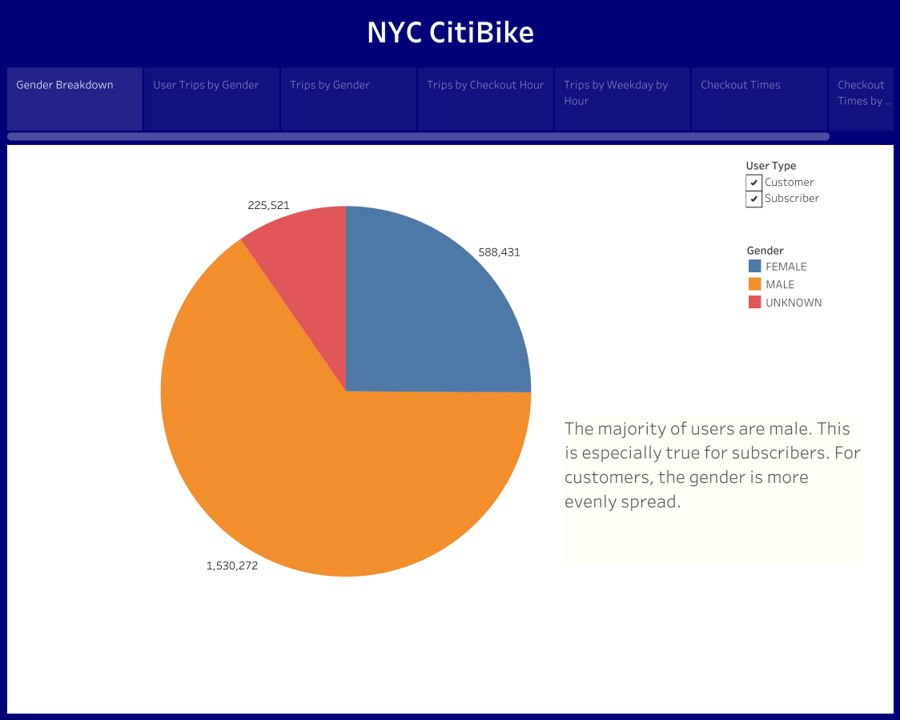 NYC CitiBike
Gender Breakdown
User Trips by Gender
Trips by Gender
Trips by Checkout Hour
Trips by Weekday by
Hour
Checkout Times
Checkout
Times by ..
User Type
Customer
Subscriber
225,521
588,431
Gender
FEMALE
MALE
UNKNOWN
The majority of users are male. This
is especially true for subscribers. For
customers, the gender is more
evenly spread.
1,530,272